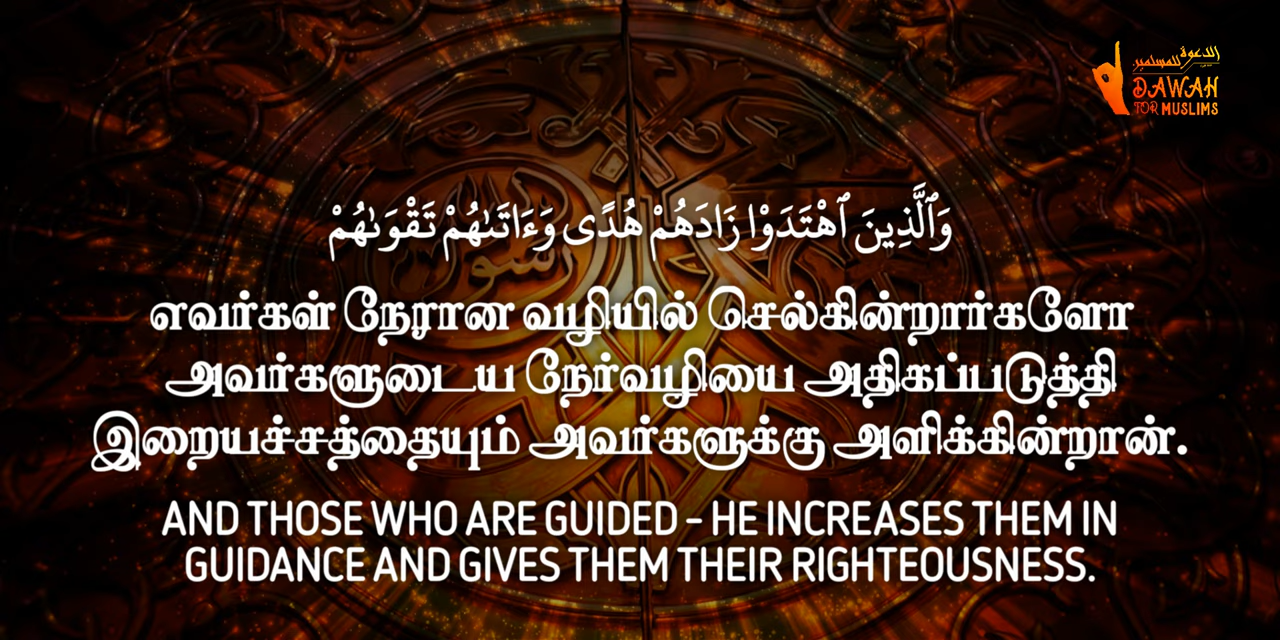 الدعوة للمسلمين
DAWAH
FOR MUSLIMS
وَٱلَّذِينَ ٱهْتَدَوْا۟ زَادَهُمْ هُدًى وَءَاتَىٰهُمْ تَقْوَىٰهُمْ
எவர்கள் நேரான வழியில் செல்கின்றார்களோ
அவர்களுடைய நேர்வழியை அதிகப்படுத்தி
இறையச்சத்தையும் அவர்களுக்கு அளிக்கின்றான்.
AND THOSE WHO ARE GUIDED - HE INCREASES THEM IN
GUIDANCE AND GIVES THEM THEIR RIGHTEOUSNESS.